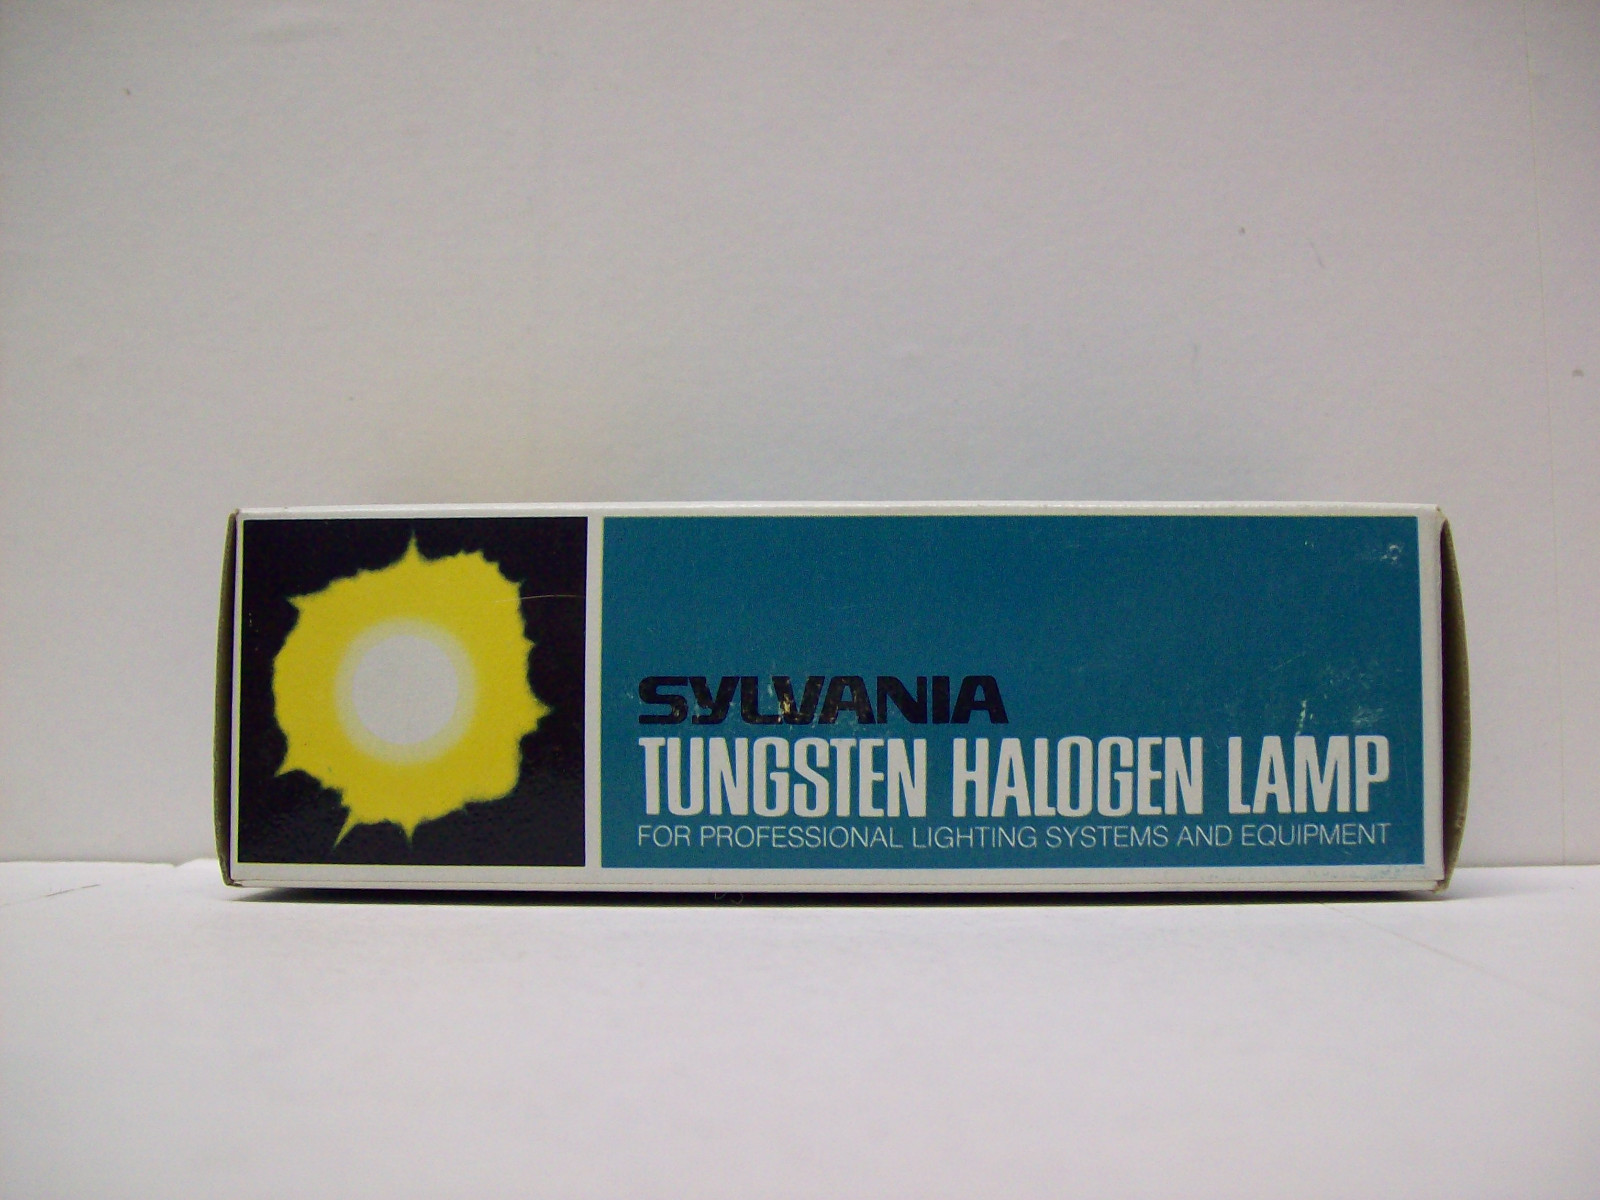 SYLVANIA
TUNGSTEN HALOGEN LAMP
FOR PROFESSIONAL LIGHTING SYSTEMS AND EQUIPMENT